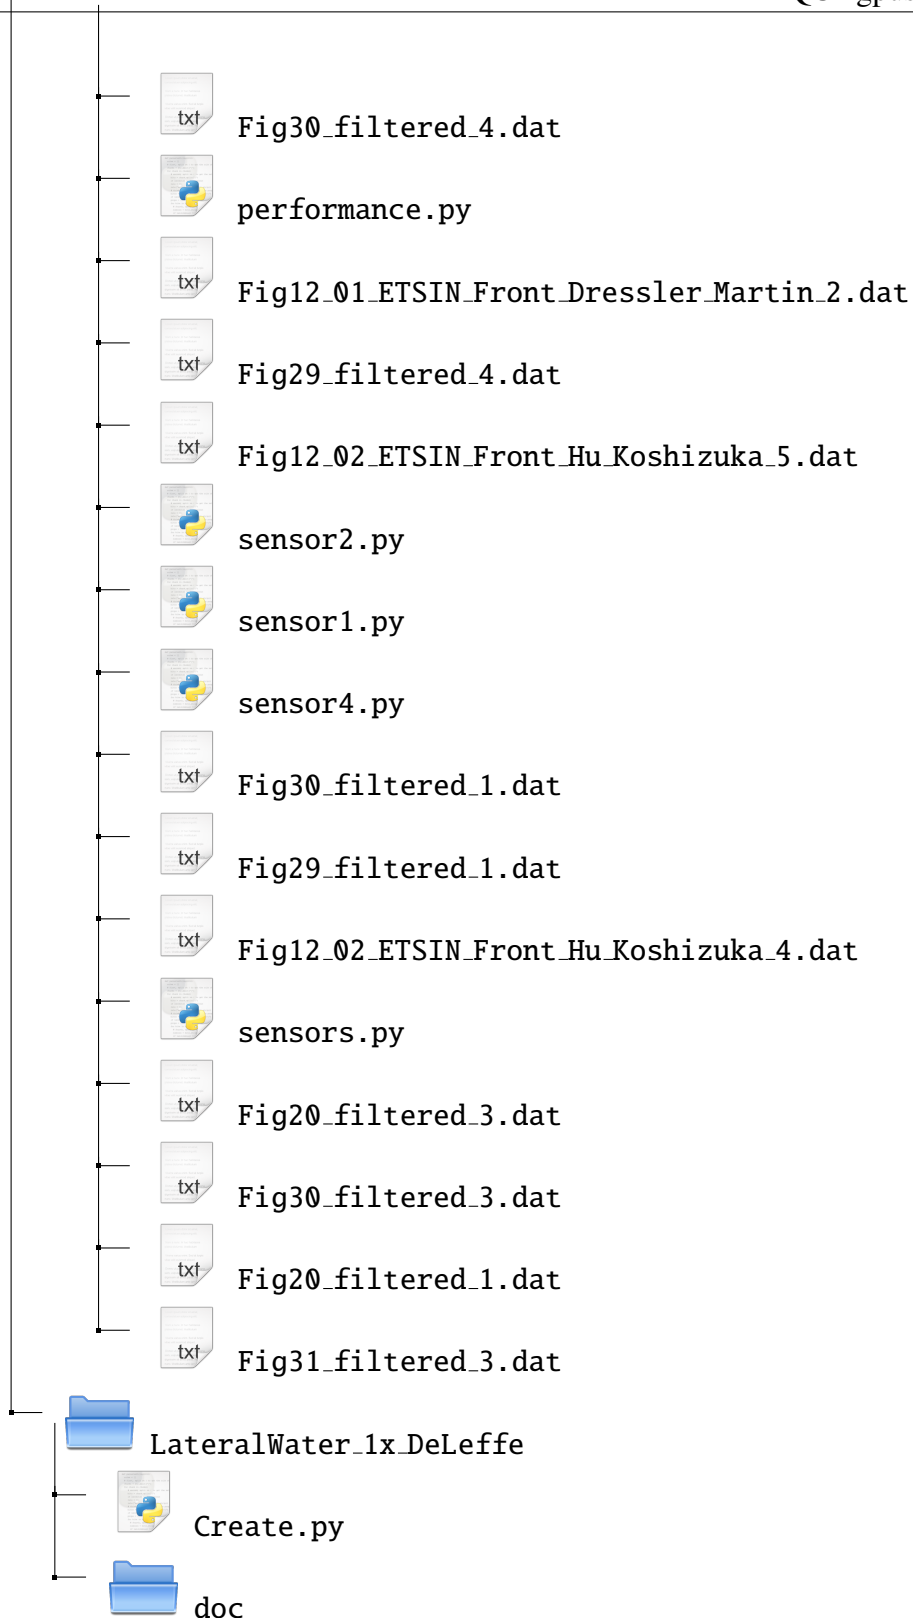 txt
Fig30_filtered_4.dat
performance.py
txt
Fig12_01_ETSIN_Front_Dressler_Martin_2.dat
txt
Fig29_filtered_4.dat
txt
Fig12_02_ETSIN_Front_Hu_Koshizuka_5.dat
sensor2.py
sensor1.py
sensor4.py
txt
Fig30_filtered_1.dat
txt
Fig29_filtered_1.dat
txt
Fig12_02_ETSIN_Front_Hu_Koshizuka_4.dat
sensors.py
txt
Fig20_filtered_3.dat
txt
Fig30_filtered_3.dat
txt
Fig20_filtered_1.dat
txt
Fig31_filtered_3.dat
LateralWater_1x_DeLeffe
Create.py
doc